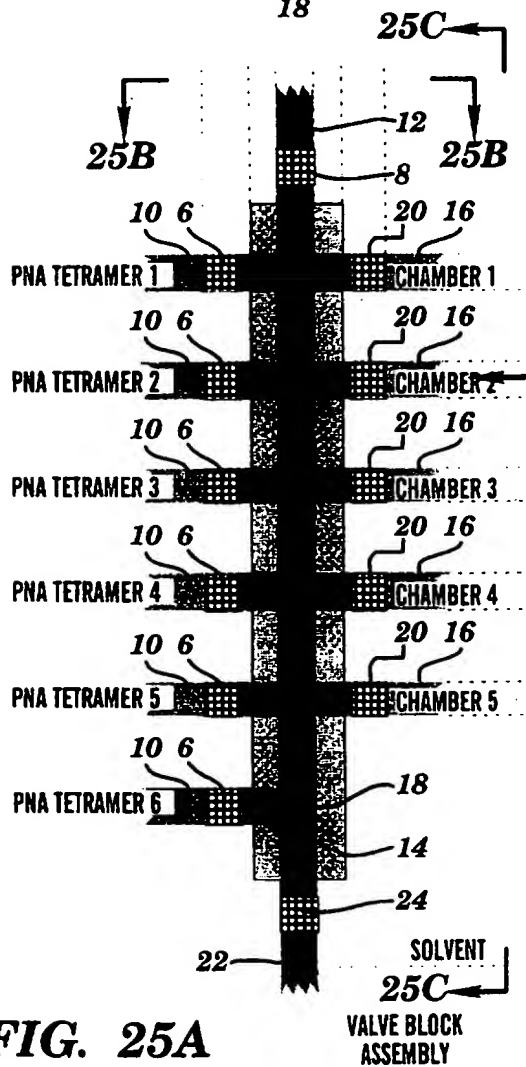 18
25C
12
25B 25B
8
10 6 20 16
PNA TETRAMER 1 CHAMBER 1
10 6 20 16
PNA TETRAMER 2 CHAMBER 2
10 6 20 16
PNA TETRAMER 3 CHAMBER 3
10 6 20 16
PNA TETRAMER 4 CHAMBER 4
10 6 20 16
PNA TETRAMER 5 CHAMBER 5
10 6
PNA TETRAMER 6 18
14
24
SOLVENT
22
25C
FIG. 25A
VALVE BLOCK
ASSEMBLY